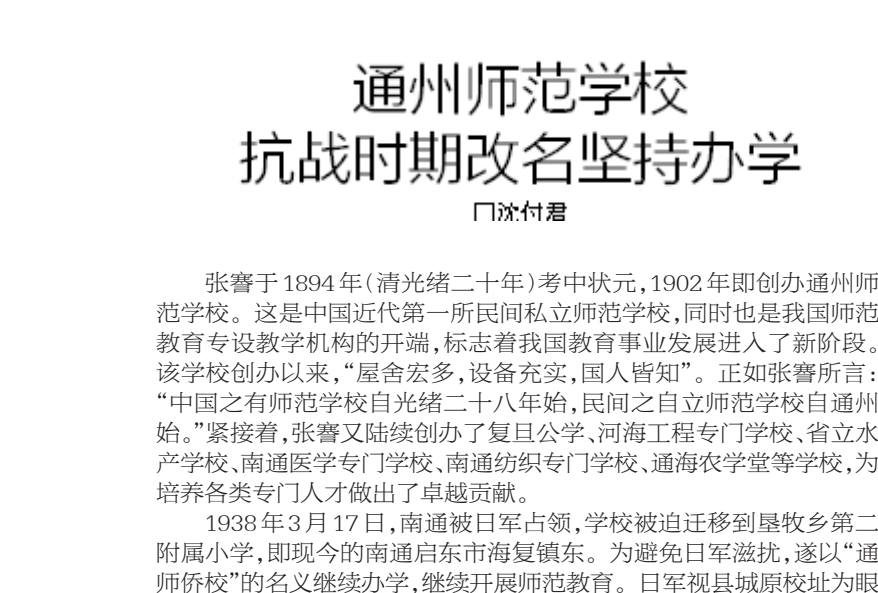 通州师范学校
抗战时期改名坚持办学
□沈付君
张謇于1894年(清光绪二十年)考中状元,1902年即创办通州师
范学校。这是中国近代第一所民间私立师范学校,同时也是我国师范
教育专设教学机构的开端,标志着我国教育事业发展进入了新阶段。
该学校创办以来,“屋舍宏多,设备充实,国人皆知”。正如张謇所言:
“中国之有师范学校自光绪二十八年始,民间之自立师范学校自通州
始。”紧接着,张謇又陆续创办了复旦公学、河海工程专门学校、省立水
产学校、南通医学专门学校、南通纺织专门学校、通海农学堂等学校,为
培养各类专门人才做出了卓越贡献。
1938年3月17日,南通被日军占领,学校被迫迁移到垦牧乡第二
附属小学,即现今的南通启东市海复镇东。为避免日军滋扰,遂以“通
师侨校”的名义继续办学,继续开展师范教育。日军视县城原校址为眼